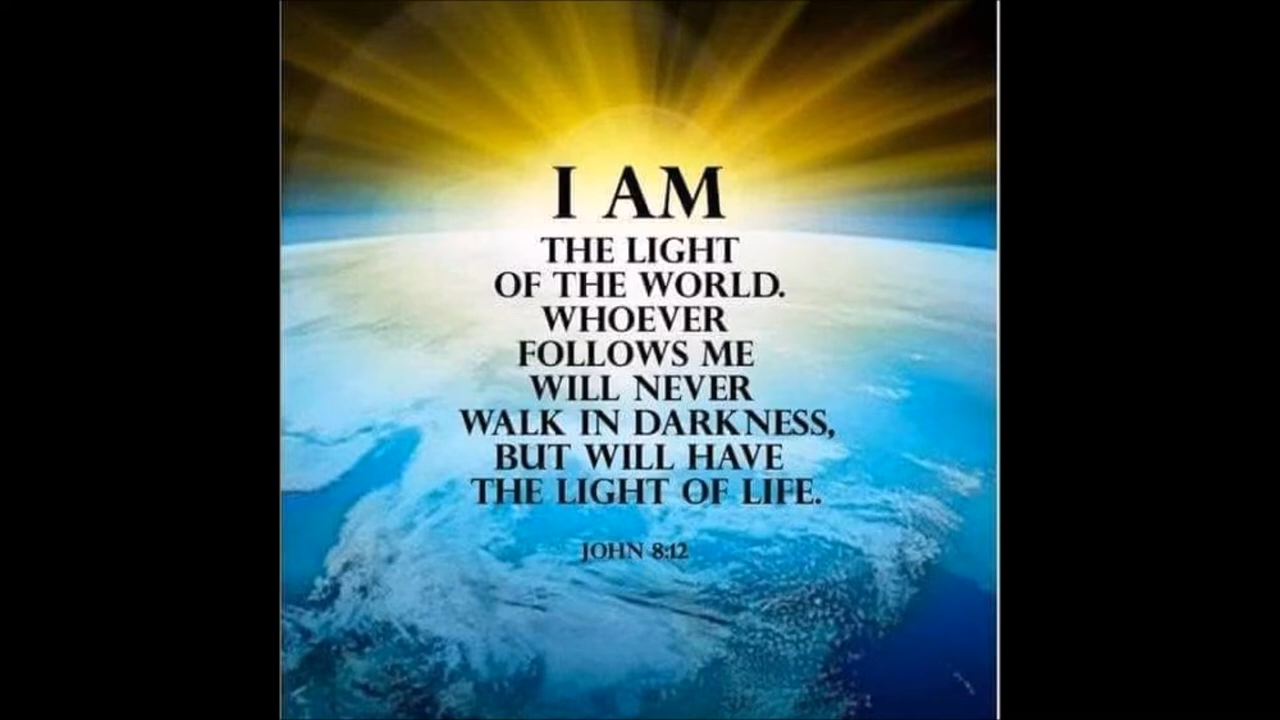 I AM
THE LIGHT
OF THE WORLD.
WHOEVER
FOLLOWS ME
WILL NEVER
WALK IN DARKNESS,
BUT WILL HAVE
THE LIGHT OF LIFE.
JOHN 8:12